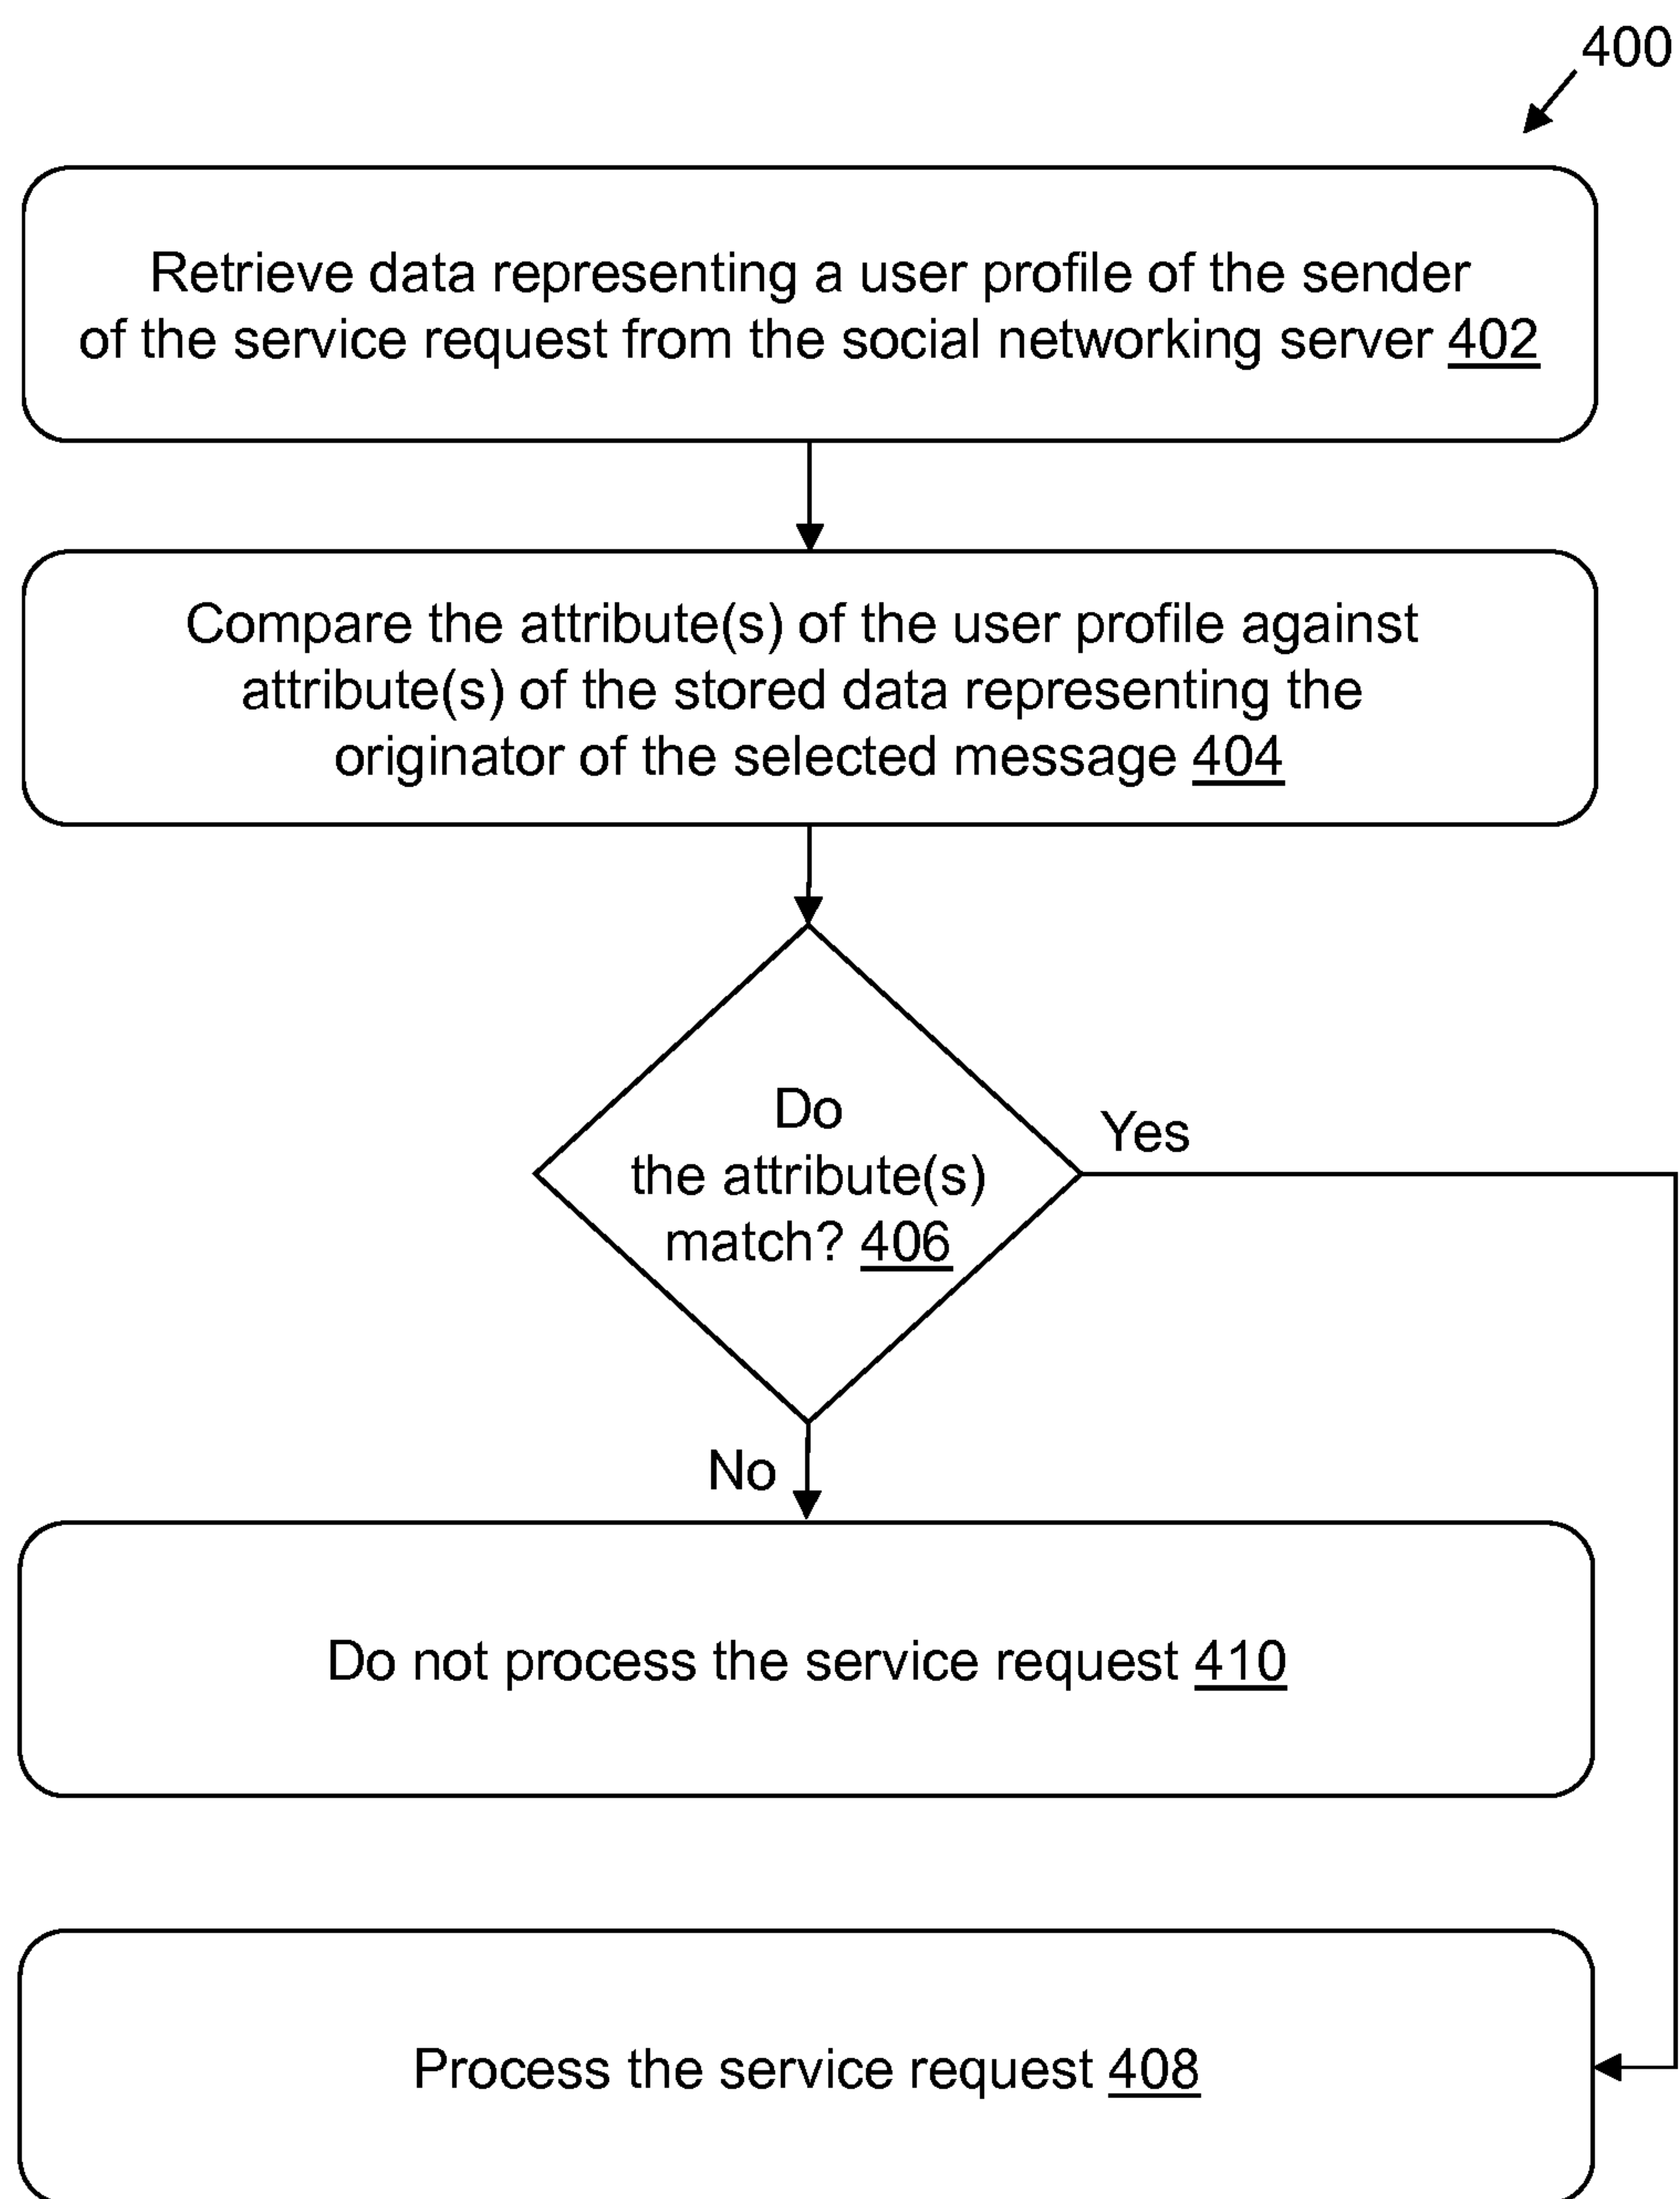 400
Retrieve data representing a user profile of the sender
of the service request from the social networking server 402
Compare the attribute(s) of the user profile against
attribute(s) of the stored data representing the
originator of the selected message 404
Do
the attribute(s)
match? 406
Yes
No
Do not process the service request 410
Process the service request 408